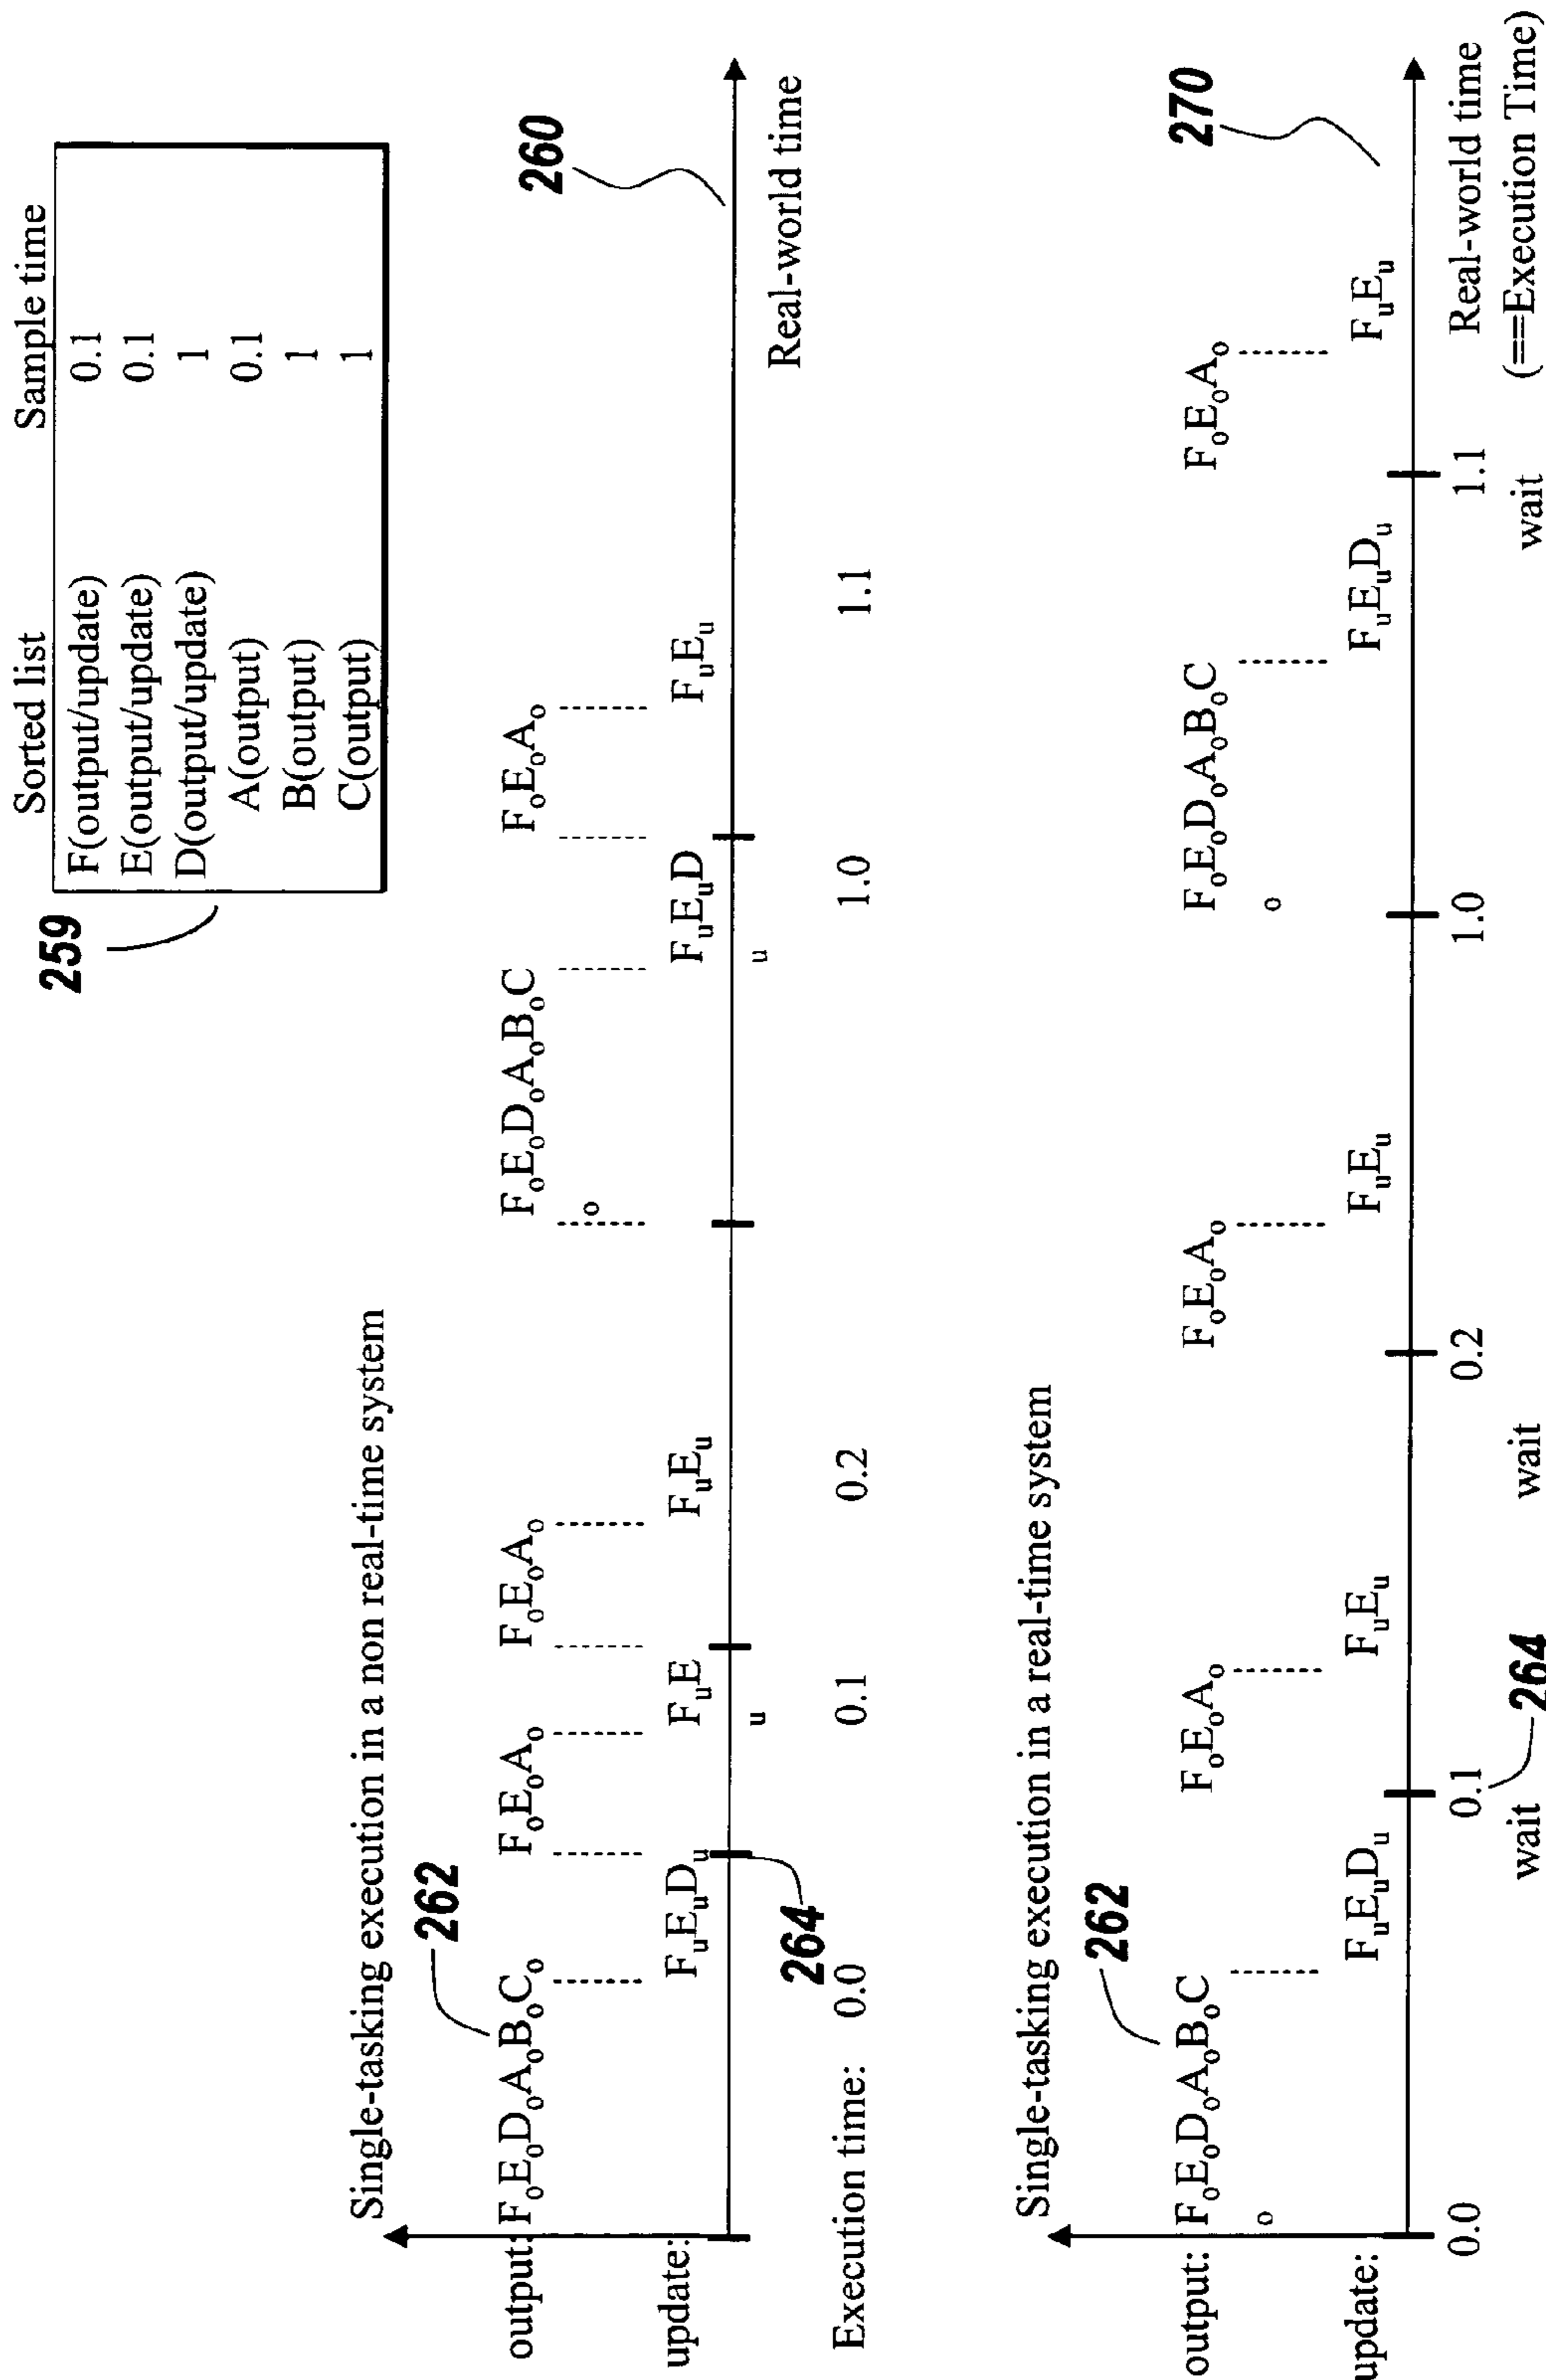 Sorted list Sample time
259
F(output/update) 0.1
E(output/update) 0.1
D(output/update) 1
A(output) 0.1
B(output) 1
C(output) 1
Single-tasking execution in a non real-time system
262
260
output: FoEoDoAoBoCo FoEoAo FoEoAo FoEoDoAoBoC FoEoAo
o
update: FuEuDu FuE FuEu FuEuD FuEu
u u
264
Real-world time
Execution time: 0.0 0.1 0.2 1.0 1.1
Single-tasking execution in a real-time system
262
270
output: FoEoDoAoBoC FoEoAo FoEoAo FoEoDoAoBoC FoEoAo
o o
update: FuEuDu FuEu FuEu FuEuDu FuEu
0.0 0.1 0.2 1.0 1.1 Real-world time
wait 264 wait wait (==Execution Time)